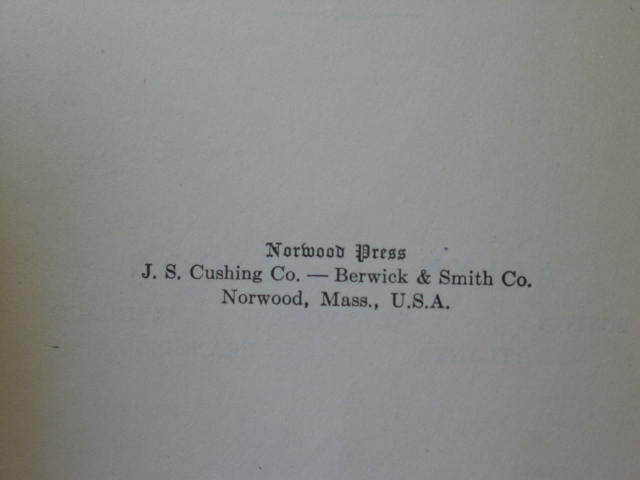 Norwood Press
J. S. Cushing Co. — Berwick & Smith Co.
Norwood, Mass., U.S.A.